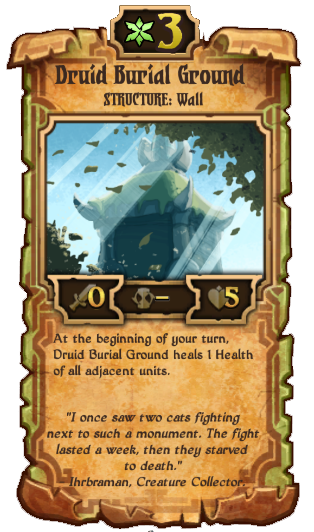 3
Druid Burial Ground
STRUCTURE: Wall
0 – 5
At the beginning of your turn,
Druid Burial Ground heals 1 Health
of all adjacent units.
"I once saw two cats fighting
next to such a monument. The fight
lasted a week, then they starved
to death."
Ihrbraman, Creature Collector.